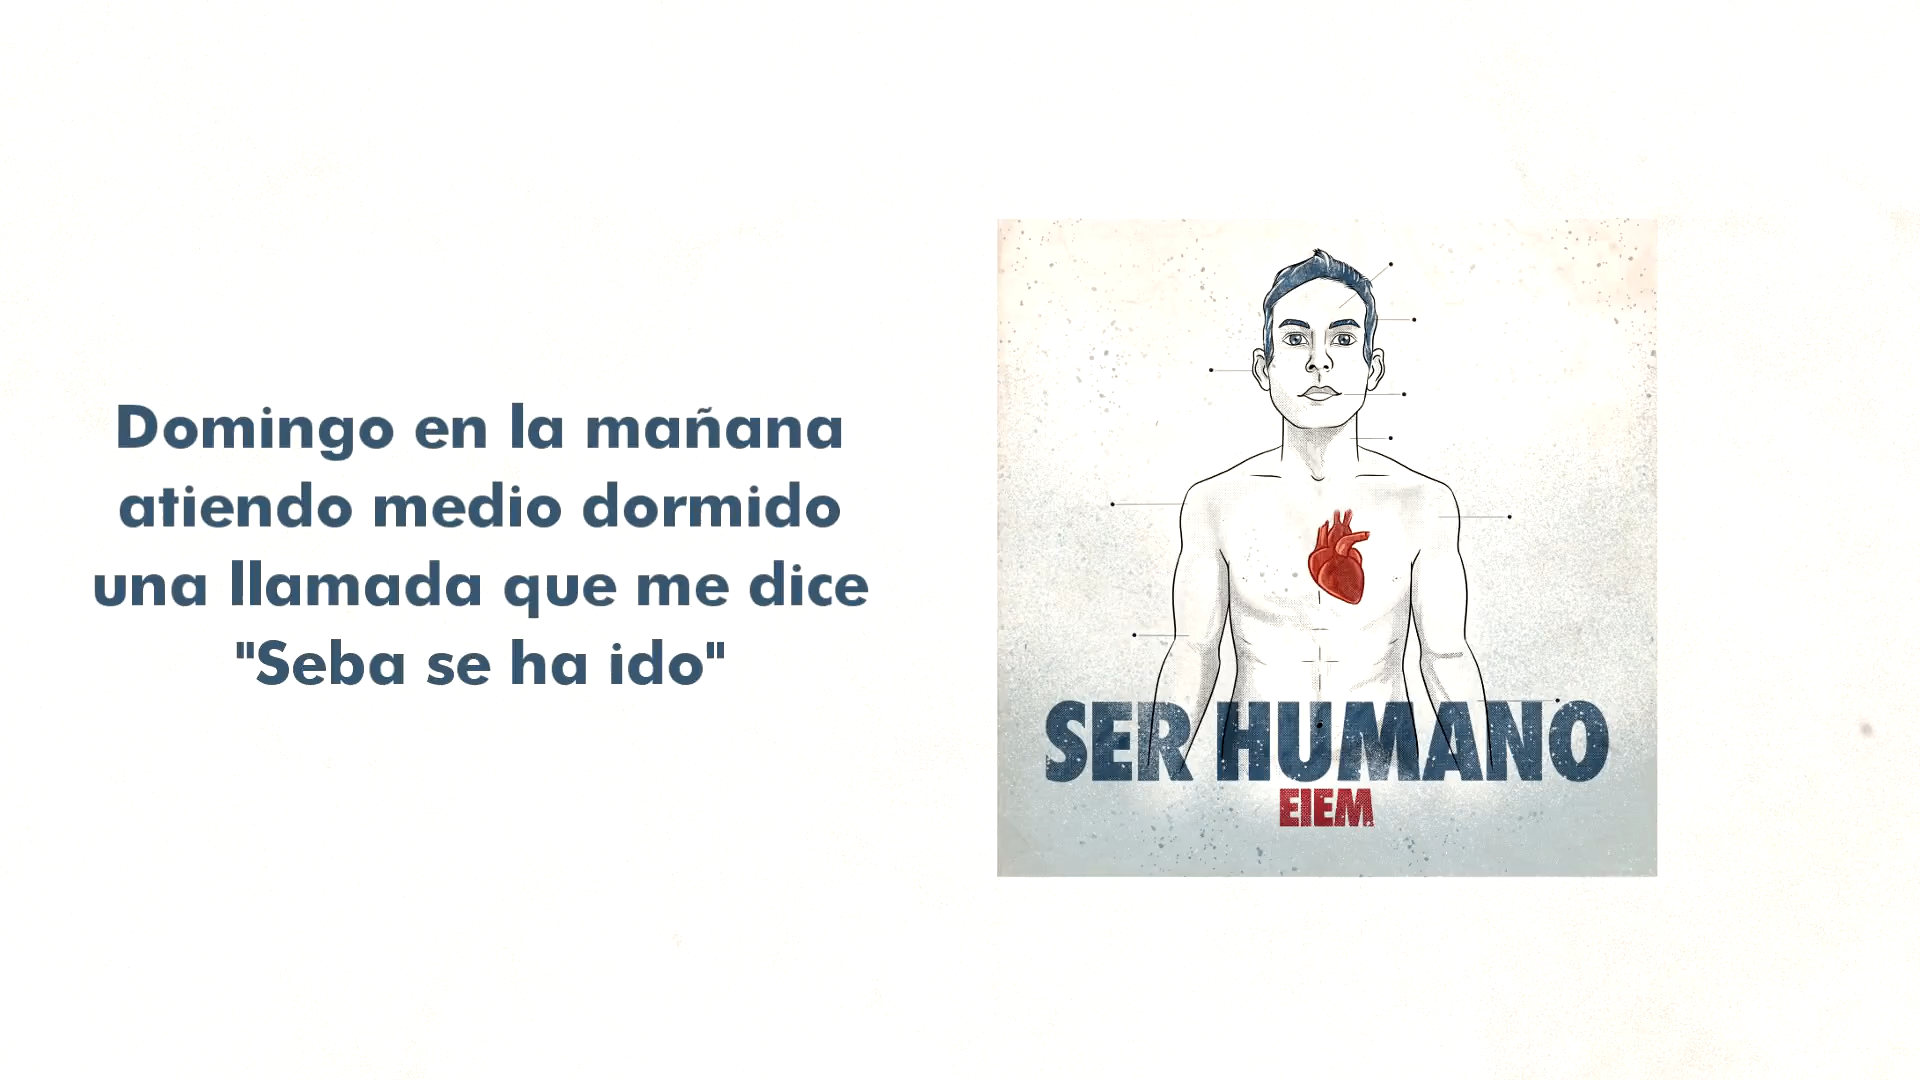 Domingo en la mañana
atiendo medio dormido
una llamada que me dice
"Seba se ha ido"
SER HUMANO
EIEM